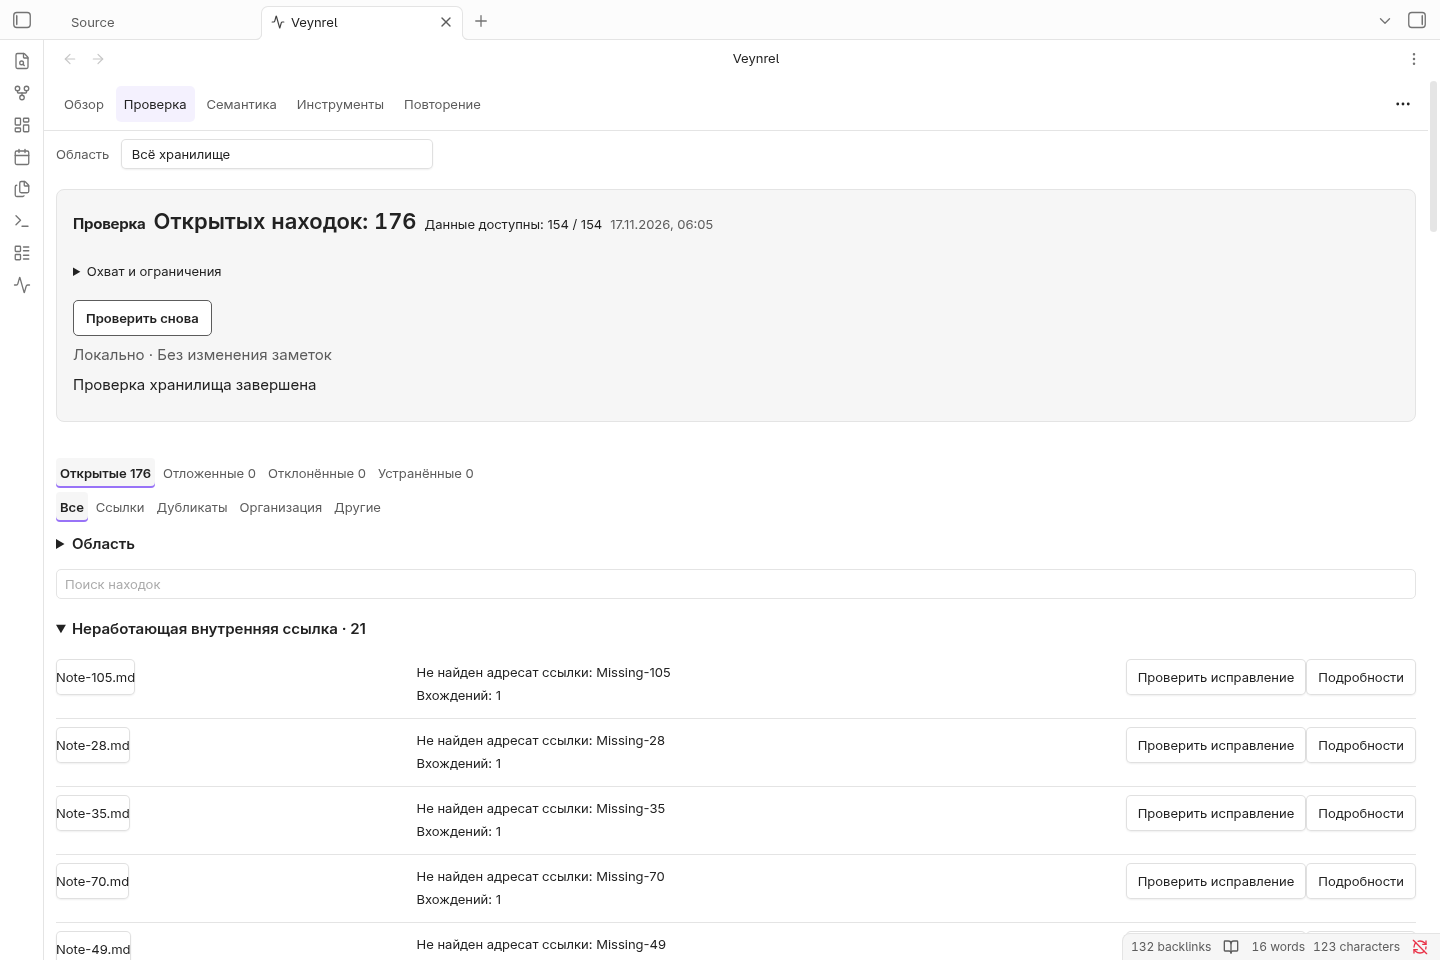 Source
Veynrel
Veynrel
Обзор
Проверка
Семантика
Инструменты
Повторение
Область
Всё хранилище
Проверка Открытых находок: 176 Данные доступны: 154 / 154 17.11.2026, 06:05
Охват и ограничения
Проверить снова
Локально · Без изменения заметок
Проверка хранилища завершена
Открытые 176 Отложенные 0 Отклонённые 0 Устранённые 0
Все Ссылки Дубликаты Организация Другие
Область
Поиск находок
Неработающая внутренняя ссылка · 21
Note-105.md
Не найден адресат ссылки: Missing-105
Вхождений: 1
Проверить исправление
Подробности
Note-28.md
Не найден адресат ссылки: Missing-28
Вхождений: 1
Проверить исправление
Подробности
Note-35.md
Не найден адресат ссылки: Missing-35
Вхождений: 1
Проверить исправление
Подробности
Note-70.md
Не найден адресат ссылки: Missing-70
Вхождений: 1
Проверить исправление
Подробности
Note-49.md
Не найден адресат ссылки: Missing-49
132 backlinks 16 words 123 characters